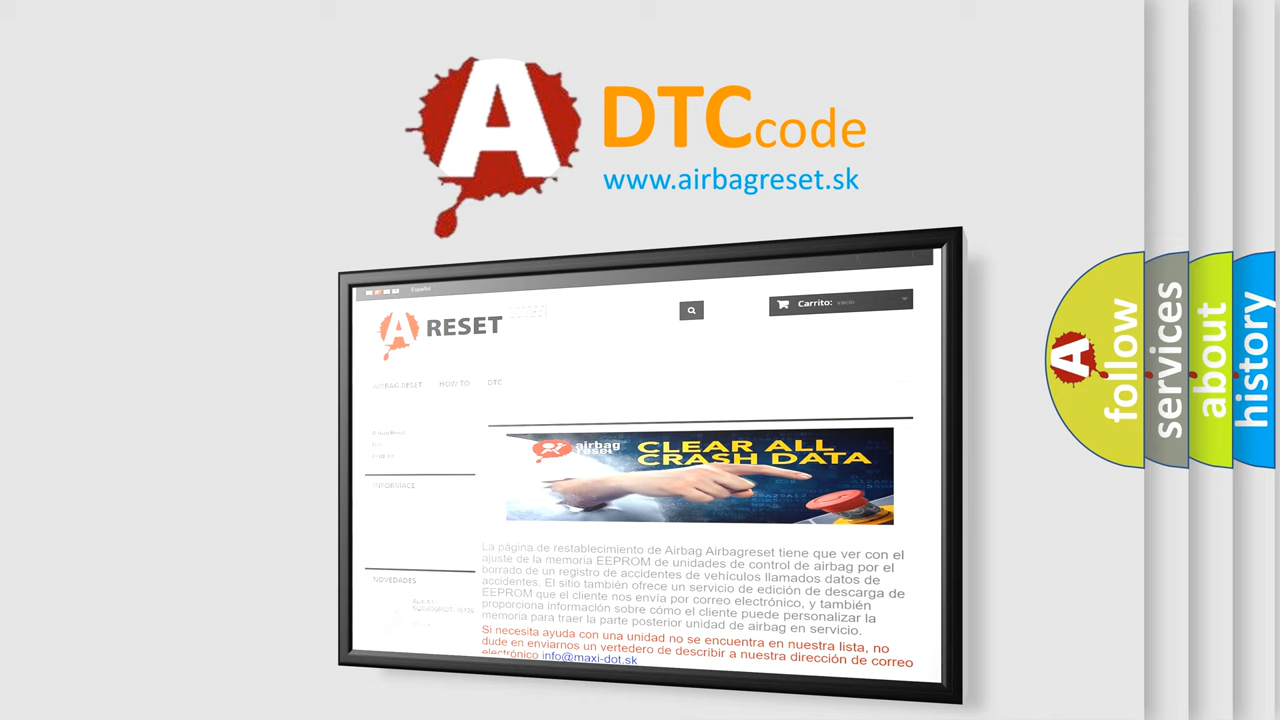 A DTC code
www.airbagreset.sk
Español
A RESET
Carrito: vacío
AIRBAG RESET HOW TO DTC
Airbag Reset
INFORMACE
NOVEDADES
airbag
reset
CLEAR ALL
CRASH DATA
La página de restablecimiento de Airbag Airbagreset tiene que ver con el
ajuste de la memoria EEPROM de unidades de control de airbag por el
borrado de un registro de accidentes de vehículos llamados datos de
accidentes. El sitio también ofrece un servicio de edición de descarga de
EEPROM que el cliente nos envía por correo electrónico, y también
proporciona información sobre cómo el cliente puede personalizar la
memoria para traer la parte posterior unidad de airbag en servicio.
Si necesita ayuda con una unidad no se encuentra en nuestra lista, no
dude en enviarnos un vertedero de describir a nuestra dirección de correo
electrónico info@maxi-dot.sk
A follow
services
about
history